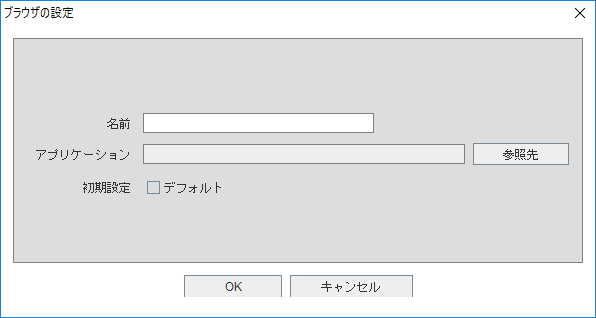 ブラウザの設定
名前
アプリケーション
参照先
初期設定
デフォルト
OK
キャンセル